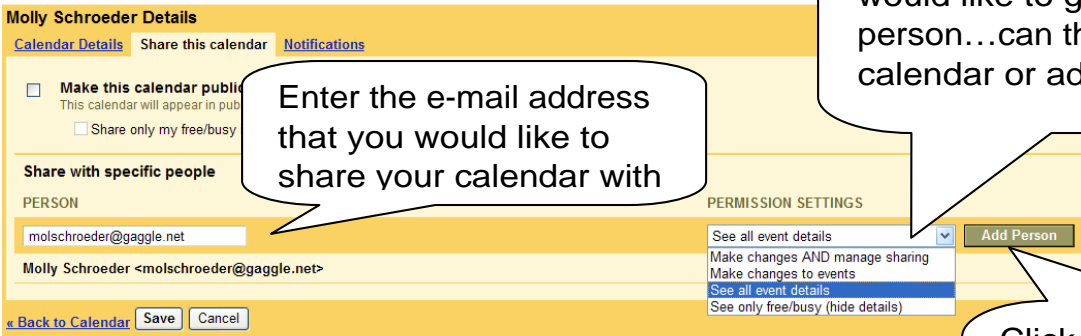 would like to g
person…can th
calendar or ad
Molly Schroeder Details
Calendar Details Share this calendar Notifications
Make this calendar public
This calendar will appear in pub
Share only my free/busy
Enter the e-mail address
that you would like to
share your calendar with
Share with specific people
PERSON PERMISSION SETTINGS
molschroeder@gaggle.net See all event details Add Person
Make changes AND manage sharing
Make changes to events
See all event details
See only free/busy (hide details)
Molly Schroeder <molschroeder@gaggle.net>
« Back to Calendar Save Cancel
Click